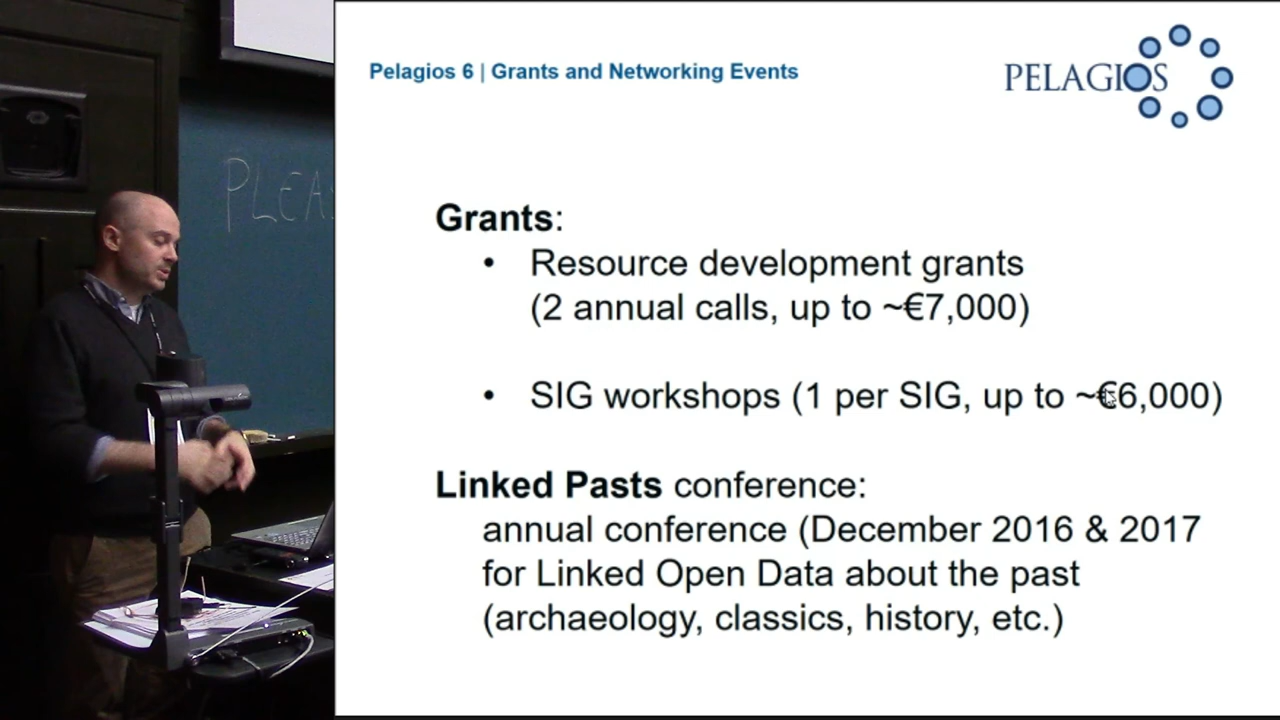 Pelagios 6 | Grants and Networking Events
PELAGIOS
PLEA
Grants:
• Resource development grants
(2 annual calls, up to ~€7,000)
• SIG workshops (1 per SIG, up to ~€6,000)
Linked Pasts conference:
annual conference (December 2016 & 2017
for Linked Open Data about the past
(archaeology, classics, history, etc.)